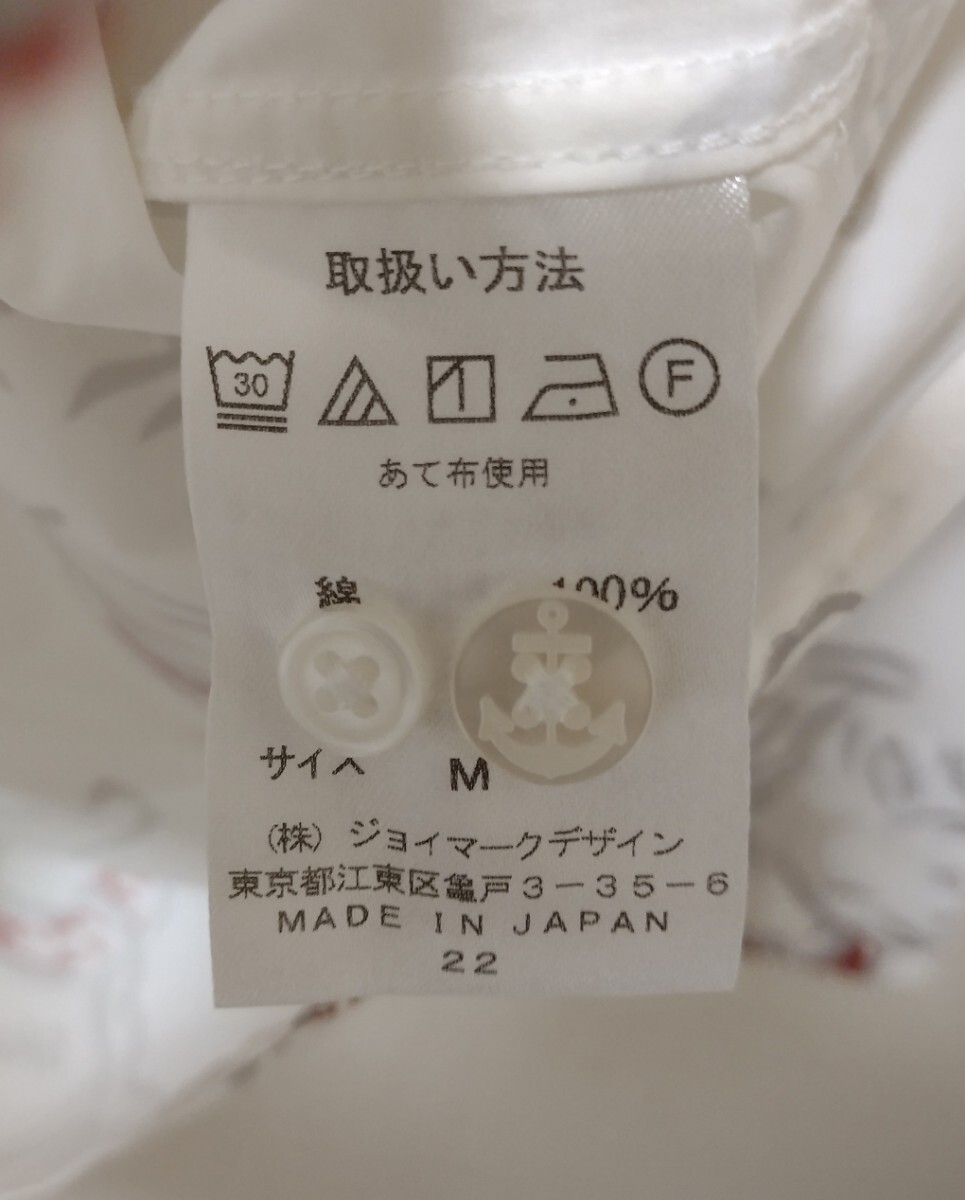 取扱い方法
30 F
あて布使用
綿 100%
サイズ M
(株) ジョイマークデザイン
東京都江東区亀戸3-35-6
MADE IN JAPAN
22